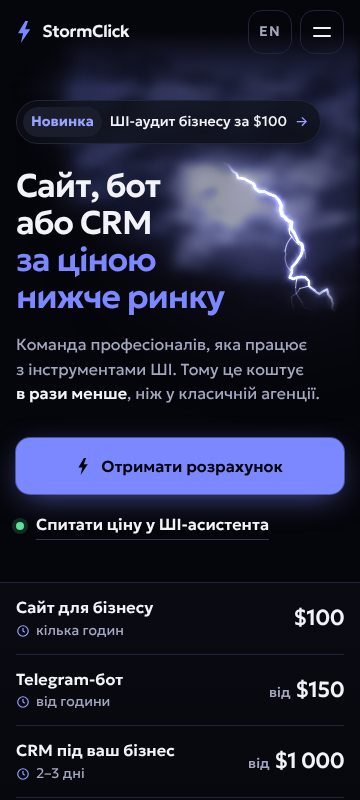 StormClick
EN
Новинка ШІ-аудит бізнесу за $100 →
Сайт, бот
або CRM
за ціною
нижче ринку
Команда професіоналів, яка працює
з інструментами ШІ. Тому це коштує
в рази менше, ніж у класичній агенції.
Отримати розрахунок
Спитати ціну у ШІ-асистента
Сайт для бізнесу
$100
кілька годин
Telegram-бот
від $150
від години
CRM під ваш бізнес
від $1 000
2–3 дні